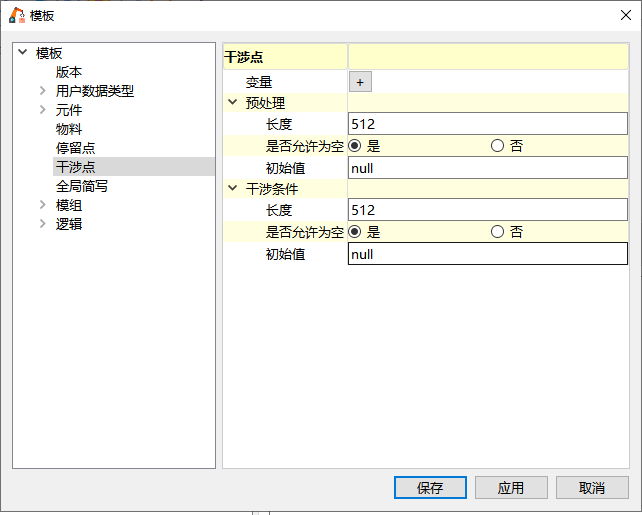 模板
模板
版本
用户数据类型
元件
物料
停留点
干涉点
全局简写
模组
逻辑
干涉点
变量 +
预处理
长度 512
是否允许为空 是 否
初始值 null
干涉条件
长度 512
是否允许为空 是 否
初始值 null
保存 应用 取消